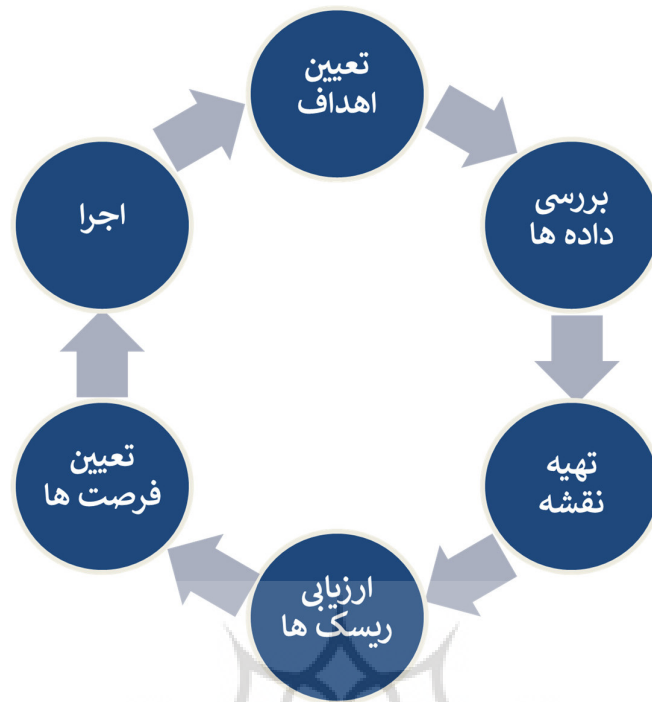 تعیین
اهداف
بررسی
داده ها
تهیه
نقشه
ارزیابی
ریسک ها
تعیین
فرصت ها
اجرا